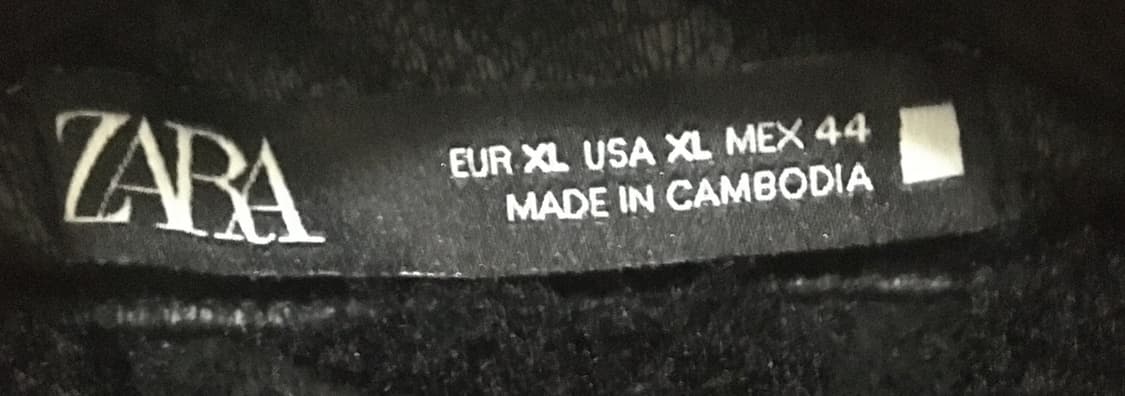 ZARA
EUR XL USA XL MEX 44
MADE IN CAMBODIA